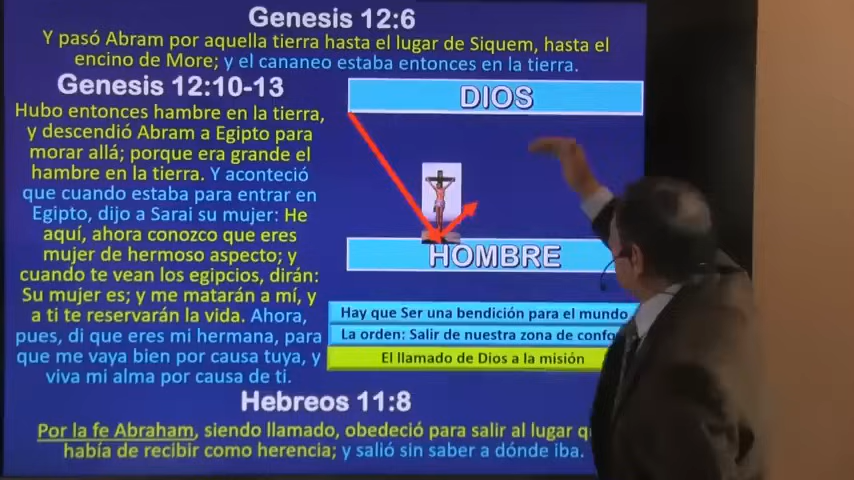 Genesis 12:6
Y pasó Abram por aquella tierra hasta el lugar de Siquem, hasta el
encino de More; y el cananeo estaba entonces en la tierra.
Genesis 12:10-13
Hubo entonces hambre en la tierra,
y descendió Abram a Egipto para
morar allá; porque era grande el
hambre en la tierra. Y aconteció
que cuando estaba para entrar en
Egipto, dijo a Sarai su mujer: He
aquí, ahora conozco que eres
mujer de hermoso aspecto; y
cuando te vean los egipcios, dirán:
Su mujer es; y me matarán a mí, y
a ti te reservarán la vida. Ahora,
pues, di que eres mi hermana, para
que me vaya bien por causa tuya, y
viva mi alma por causa de ti.
DIOS
HOMBRE
Hay que Ser una bendición para el mundo
La orden: Salir de nuestra zona de confo
El llamado de Dios a la misión
Hebreos 11:8
Por la fe Abraham, siendo llamado, obedeció para salir al lugar q
había de recibir como herencia; y salió sin saber a dónde iba.